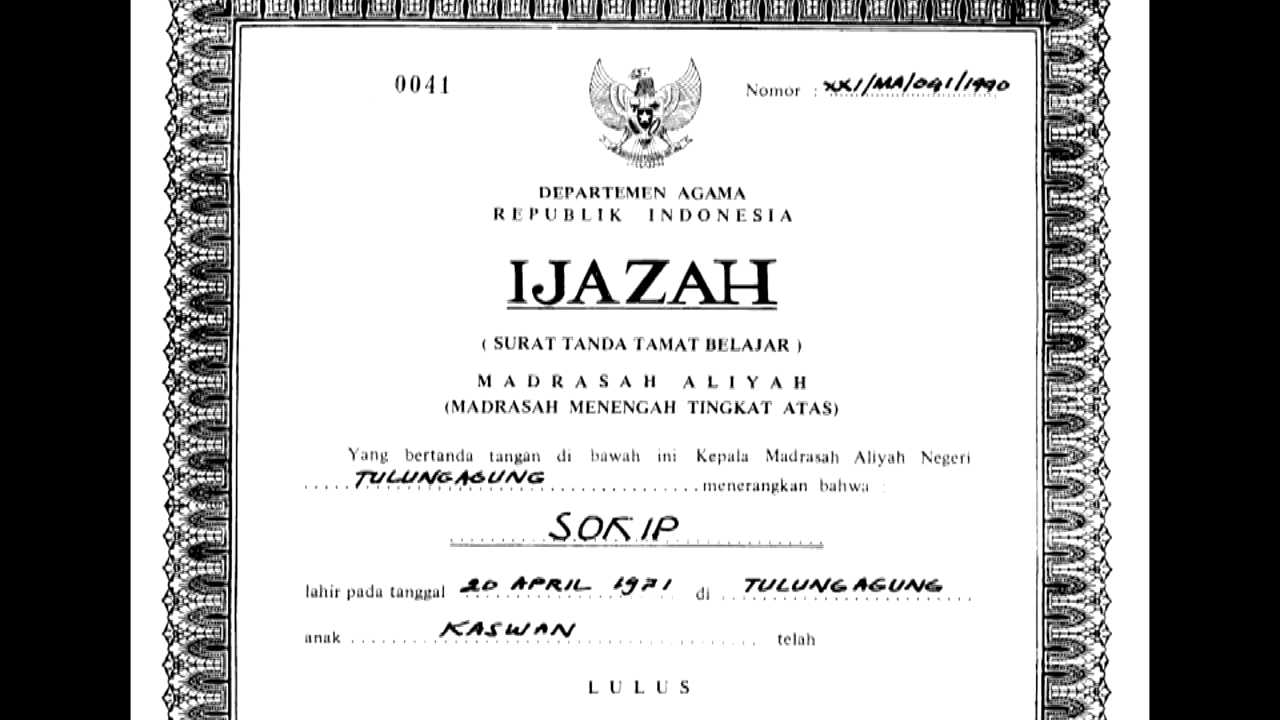 0041
Nomor : XXI/MA/091/1990
DEPARTEMEN AGAMA
REPUBLIK INDONESIA
IJAZAH
( SURAT TANDA TAMAT BELAJAR )
MADRASAH ALIYAH
(MADRASAH MENENGAH TINGKAT ATAS)
Yang bertanda tangan di bawah ini Kepala Madrasah Aliyah Negeri
TULUNGAGUNG menerangkan bahwa :
SOKIP
lahir pada tanggal 20 APRIL 1971 di TULUNGAGUNG
anak KASWAN telah
LULUS